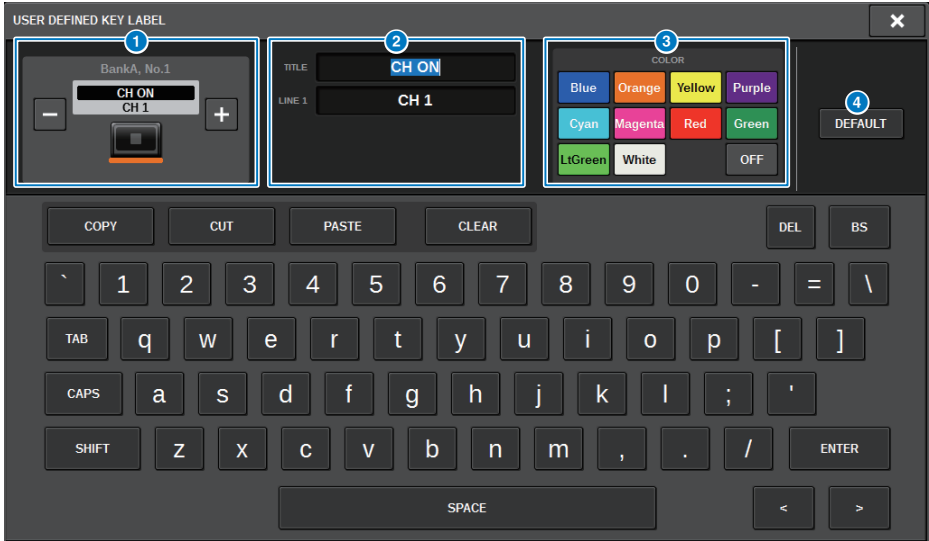 USER DEFINED KEY LABEL ×
1 2 3 4
BankA, No.1
CH ON
CH 1
− +
TITLE CH ON
LINE 1 CH 1
COLOR
Blue Orange Yellow Purple
Cyan Magenta Red Green
LtGreen White OFF
DEFAULT
COPY CUT PASTE CLEAR DEL BS
` 1 2 3 4 5 6 7 8 9 0 - = \
TAB q w e r t y u i o p [ ]
CAPS a s d f g h j k l ; '
SHIFT z x c v b n m , . / ENTER
SPACE < >